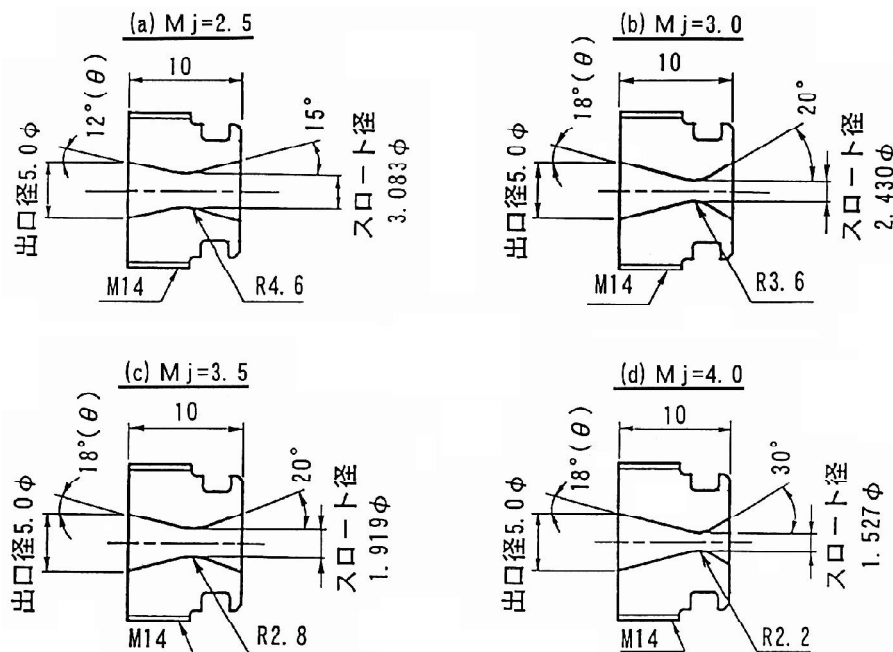 (a) Mj=2.5
10
12°(θ)
15°
出口径5.0φ
スロート径
3.083φ
M14
R4.6
(b) Mj=3.0
10
18°(θ)
20°
出口径5.0φ
スロート径
2.430φ
M14
R3.6
(c) Mj=3.5
10
18°(θ)
20°
出口径5.0φ
スロート径
1.919φ
M14
R2.8
(d) Mj=4.0
10
18°(θ)
30°
出口径5.0φ
スロート径
1.527φ
M14
R2.2